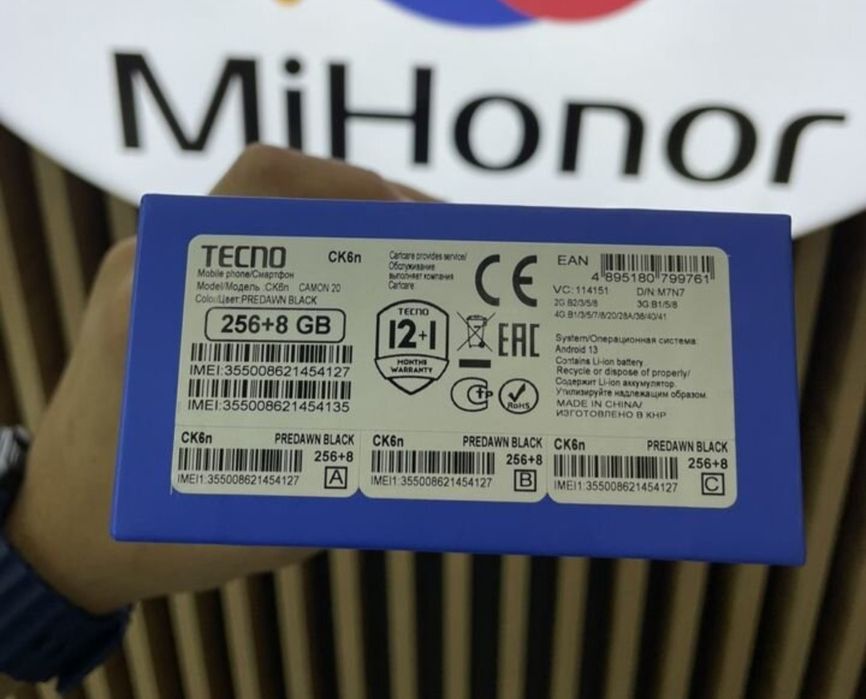 MiHonor
TECNO CK6n
Mobile phone/Смартфон
Model/Модель :CK6n CAMON 20
Color/Цвет:PREDAWN BLACK
256+8 GB
IMEI:355008621454127
IMEI:355008621454135
Carlcare provides service/
Обслуживание
выполняет компания
Carlcare
TECNO
12+1
MONTHS
WARRANTY
CE
EAC
RoHS
EAN
4 895180 799761
VC:114151 D/N:M7N7
2G:B2/3/5/8 3G:B1/5/8
4G:B1/3/5/7/8/20/28A/38/40/41
System/Операционная система:
Android 13
Contains Li-ion battery
Recycle or dispose of properly/
Содержит Li-ion аккумулятор.
Утилизируйте надлежащим образом.
MADE IN CHINA/
ИЗГОТОВЛЕНО В КНР
CK6n PREDAWN BLACK
256+8
IMEI1:355008621454127 A
CK6n PREDAWN BLACK
256+8
IMEI1:355008621454127 B
CK6n PREDAWN BLACK
256+8
IMEI1:355008621454127 C